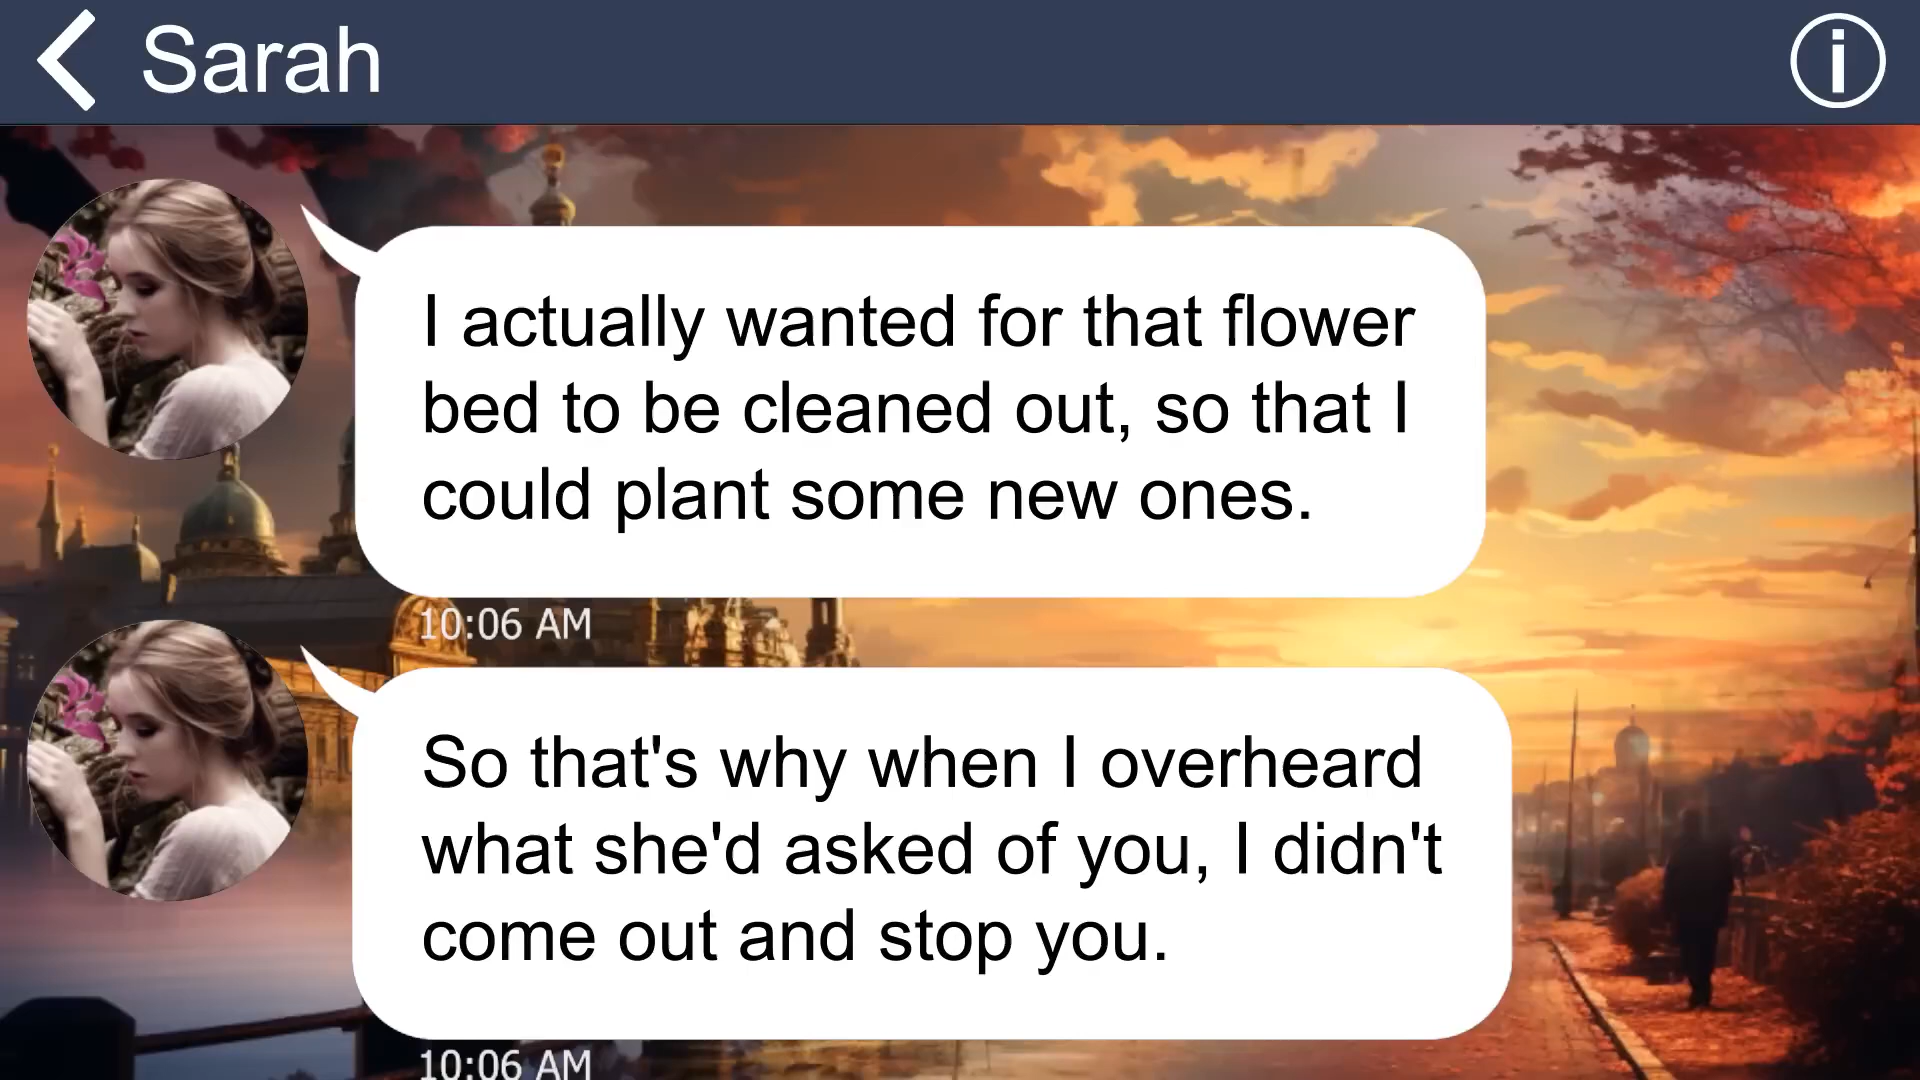 Sarah
I actually wanted for that flower
bed to be cleaned out, so that I
could plant some new ones.
10:06 AM
So that's why when I overheard
what she'd asked of you, I didn't
come out and stop you.
10:06 AM